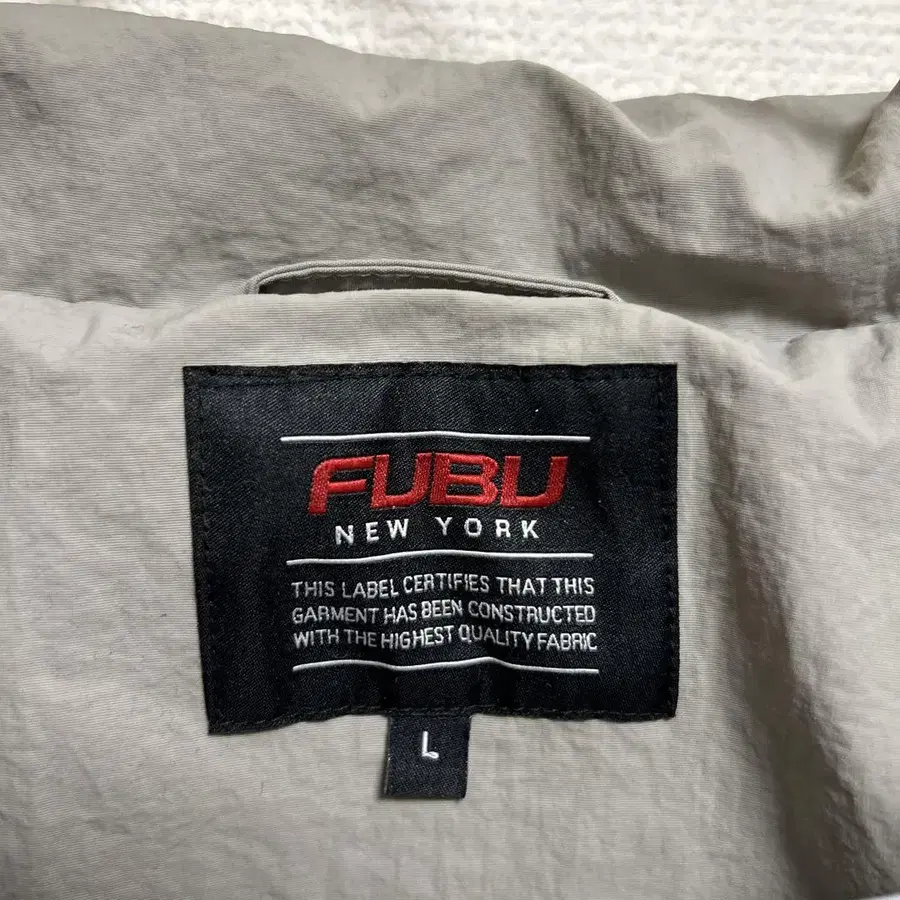 FUBU
NEW YORK
THIS LABEL CERTIFIES THAT THIS
GARMENT HAS BEEN CONSTRUCTED
WITH THE HIGHEST QUALITY FABRIC
L